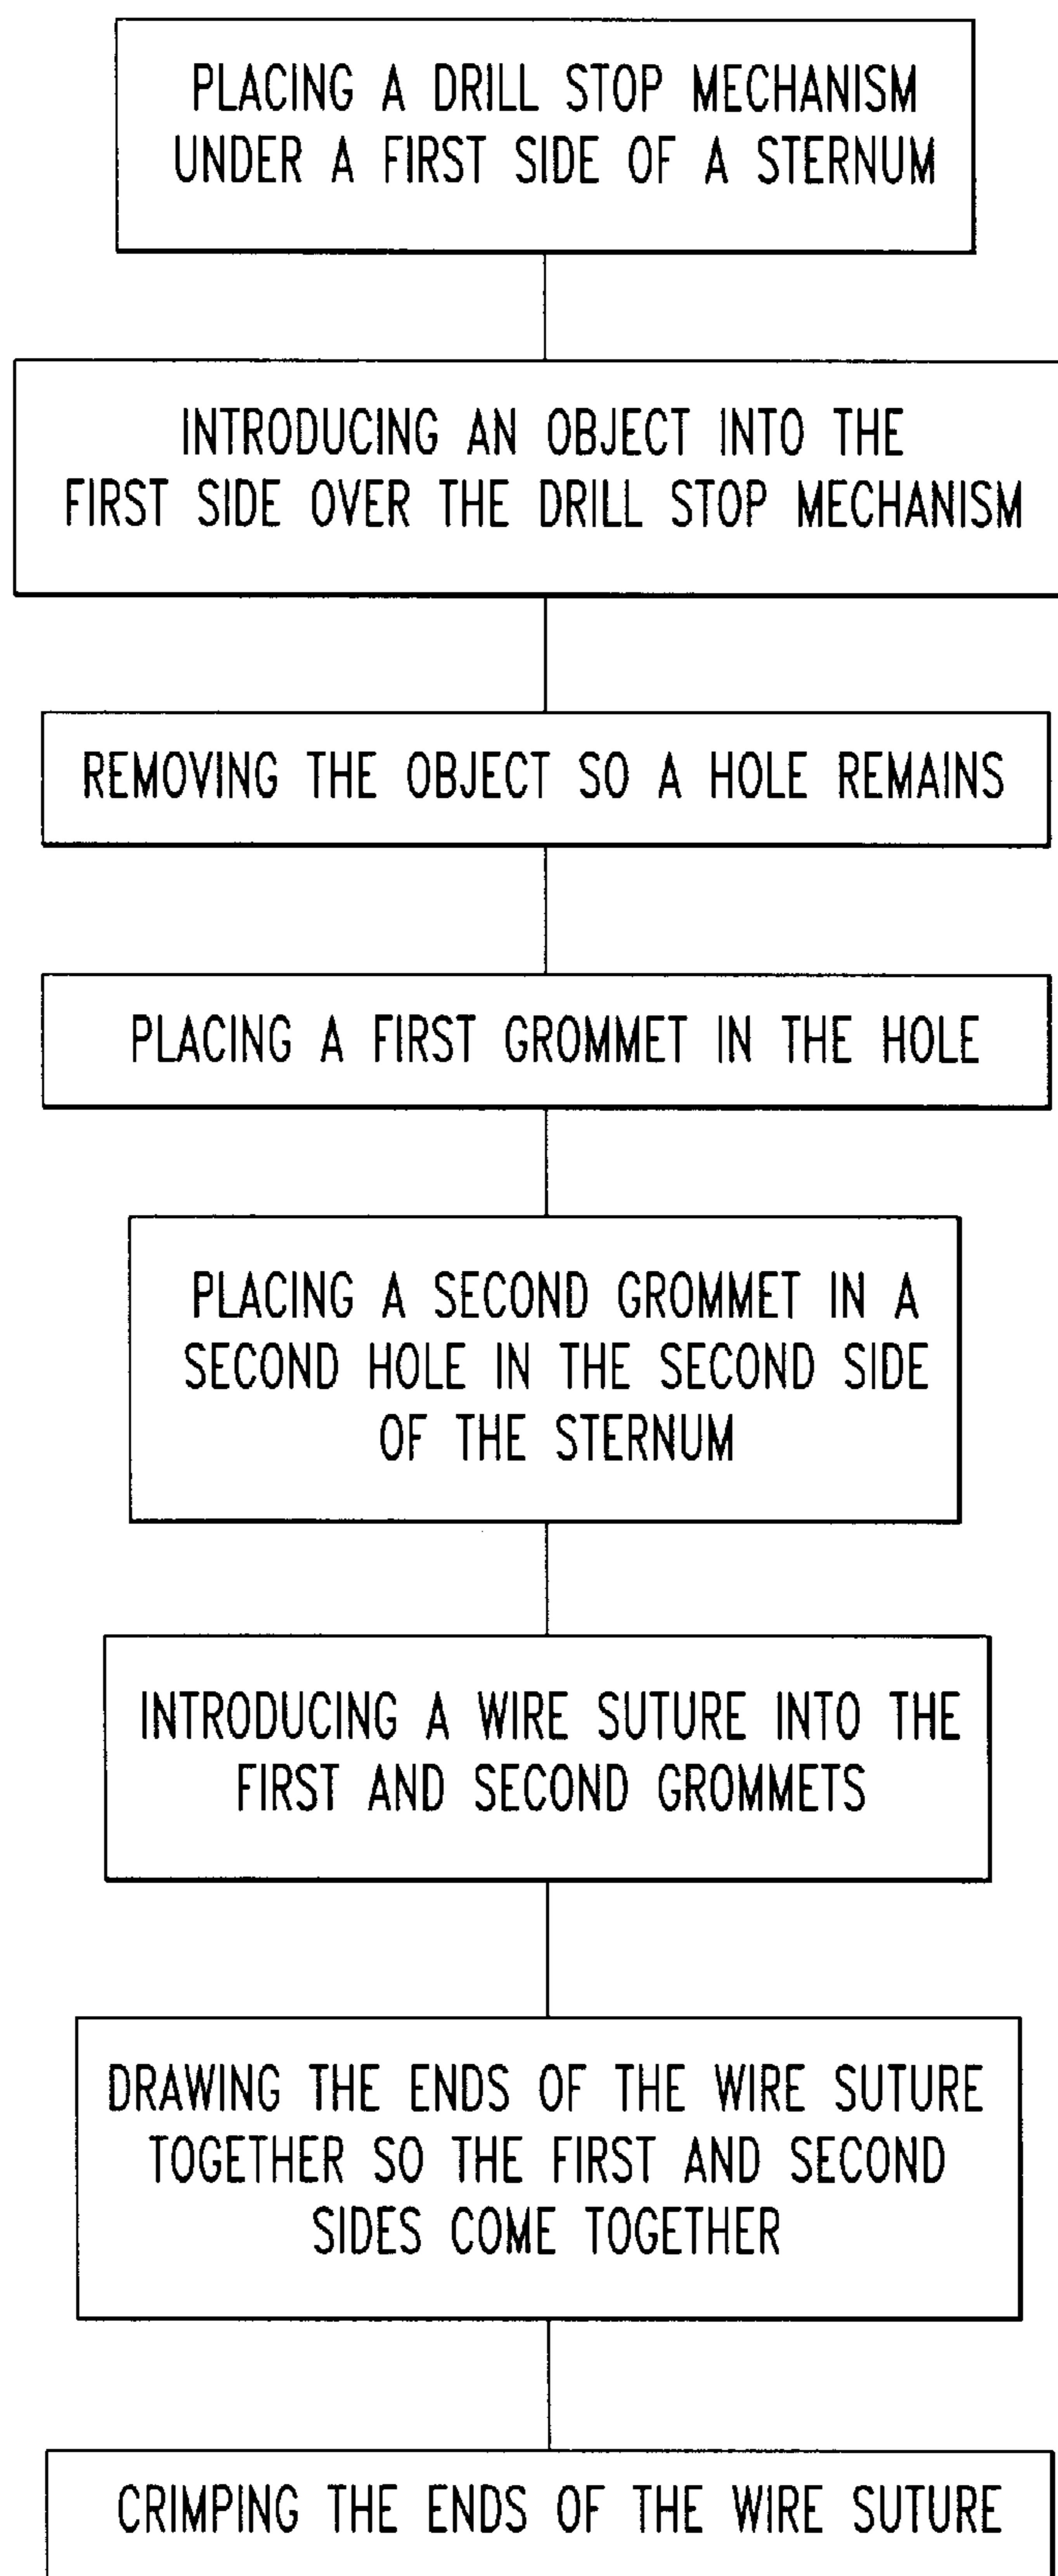 PLACING A DRILL STOP MECHANISM
UNDER A FIRST SIDE OF A STERNUM
INTRODUCING AN OBJECT INTO THE
FIRST SIDE OVER THE DRILL STOP MECHANISM
REMOVING THE OBJECT SO A HOLE REMAINS
PLACING A FIRST GROMMET IN THE HOLE
PLACING A SECOND GROMMET IN A
SECOND HOLE IN THE SECOND SIDE
OF THE STERNUM
INTRODUCING A WIRE SUTURE INTO THE
FIRST AND SECOND GROMMETS
DRAWING THE ENDS OF THE WIRE SUTURE
TOGETHER SO THE FIRST AND SECOND
SIDES COME TOGETHER
CRIMPING THE ENDS OF THE WIRE SUTURE